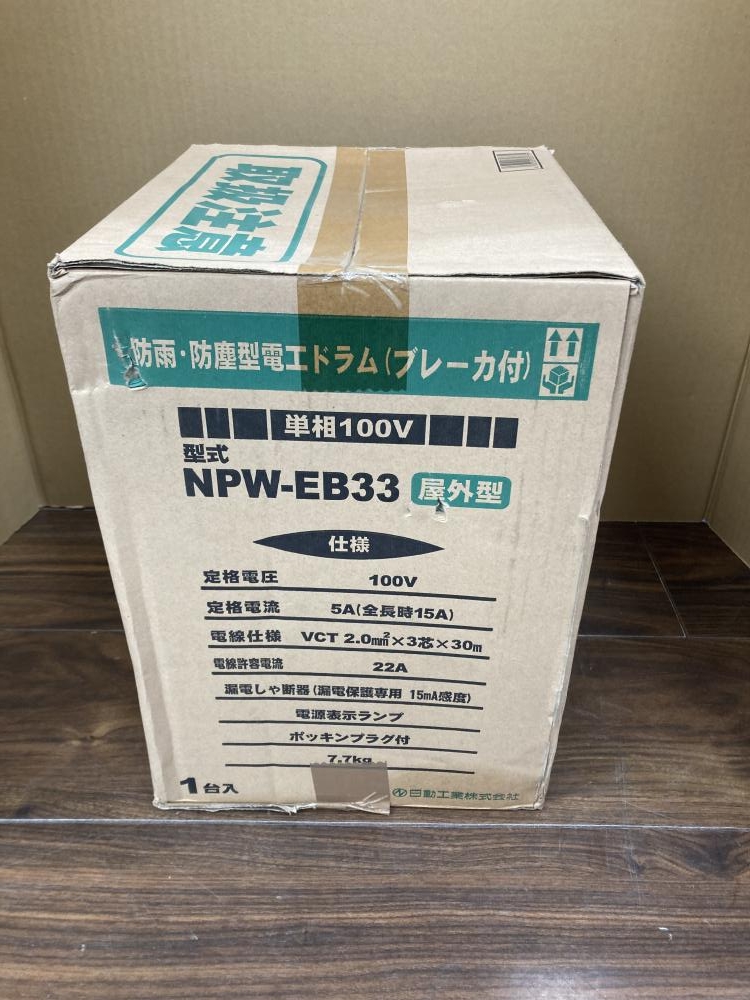 取扱注意
防雨・防塵型電工ドラム(ブレーカ付)
単相100V
型式
NPW-EB33 屋外型
仕様
定格電圧 100V
定格電流 5A(全長時15A)
電線仕様 VCT 2.0㎟×3芯×30m
電線許容電流 22A
漏電しゃ断器(漏電保護専用 15mA感度)
電源表示ランプ
ポッキンプラグ付
7.7kg
1台入
日動工業株式会社